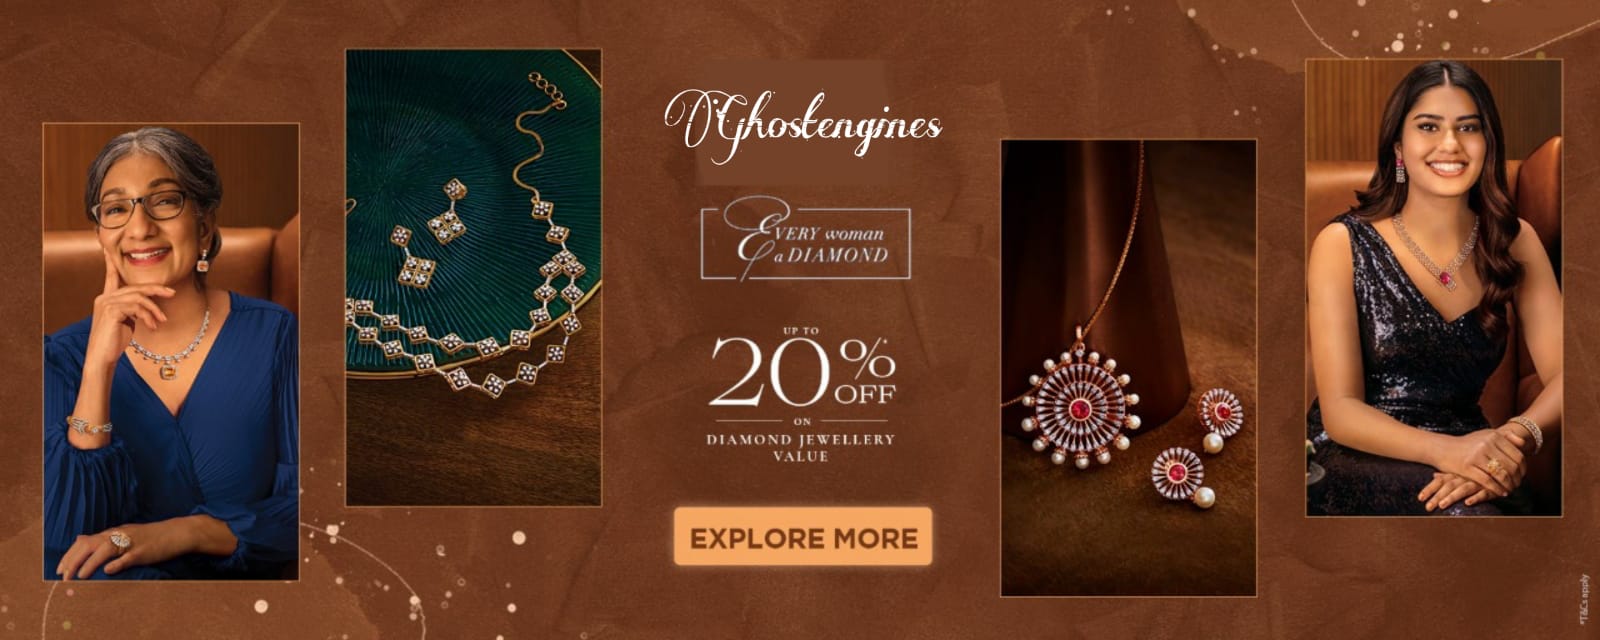 Ghostengines
EVERY woman
a DIAMOND
UP TO
20% OFF
ON
DIAMOND JEWELLERY
VALUE
EXPLORE MORE
*T&Cs apply